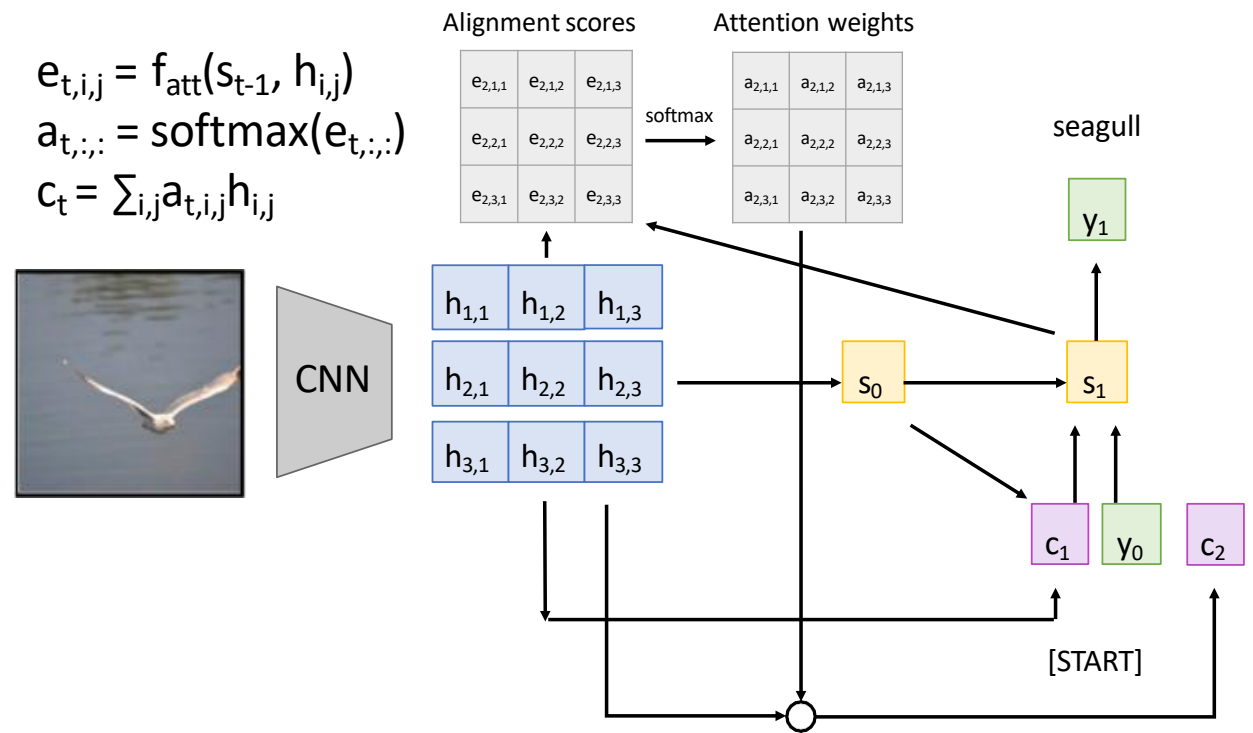 Alignment scores
Attention weights
e_{t,i,j} = f_{att}(s_{t-1}, h_{i,j})
a_{t,:,:} = softmax(e_{t,:,:})
c_t = ∑_{i,j}a_{t,i,j}h_{i,j}
e_{2,1,1} e_{2,1,2} e_{2,1,3}
e_{2,2,1} e_{2,2,2} e_{2,2,3}
e_{2,3,1} e_{2,3,2} e_{2,3,3}
softmax
a_{2,1,1} a_{2,1,2} a_{2,1,3}
a_{2,2,1} a_{2,2,2} a_{2,2,3}
a_{2,3,1} a_{2,3,2} a_{2,3,3}
seagull
y_1
CNN
h_{1,1} h_{1,2} h_{1,3}
h_{2,1} h_{2,2} h_{2,3}
h_{3,1} h_{3,2} h_{3,3}
s_0
s_1
c_1
y_0
c_2
[START]